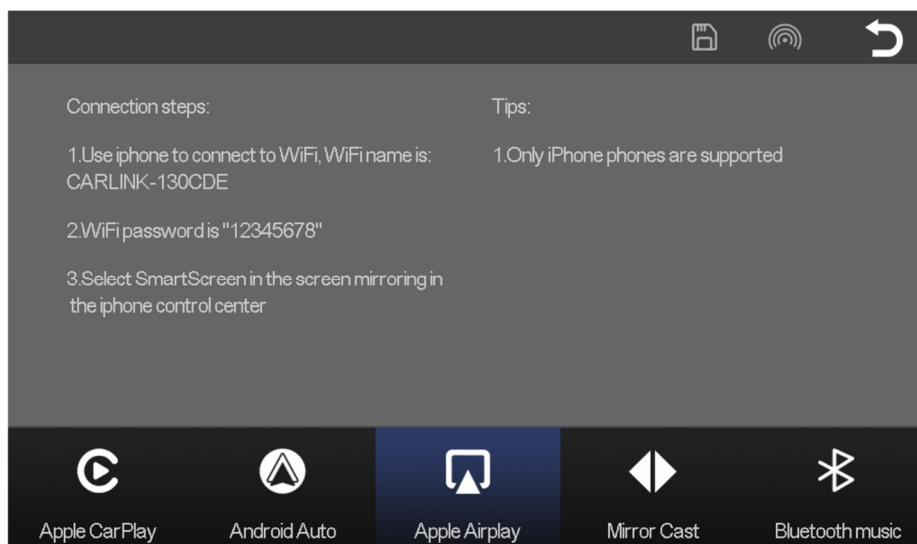 Connection steps:
1.Use iphone to connect to WiFi, WiFi name is:
CARLINK-130CDE
2.WiFi password is "12345678"
3.Select SmartScreen in the screen mirroring in
the iphone control center
Tips:
1.Only iPhone phones are supported
Apple CarPlay
Android Auto
Apple Airplay
Mirror Cast
Bluetooth music